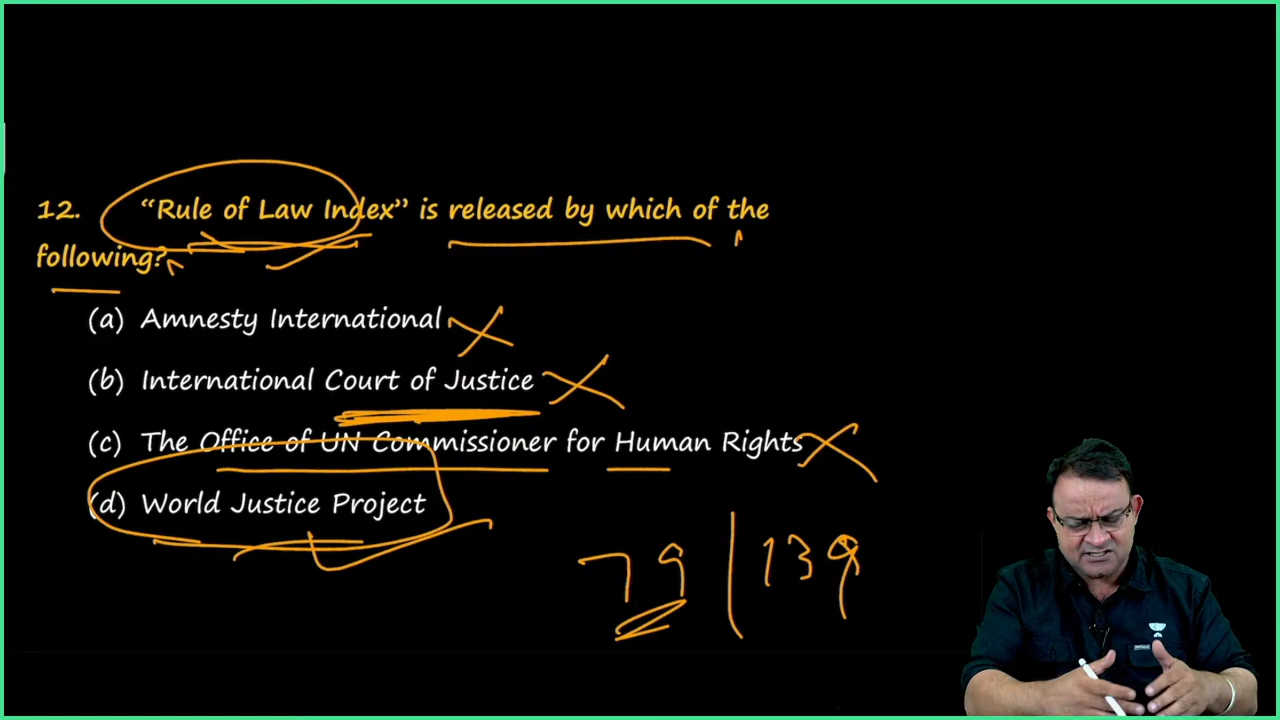 12. “Rule of Law Index” is released by which of the
following?
(a) Amnesty International
(b) International Court of Justice
(c) The Office of UN Commissioner for Human Rights
(d) World Justice Project
79 | 139